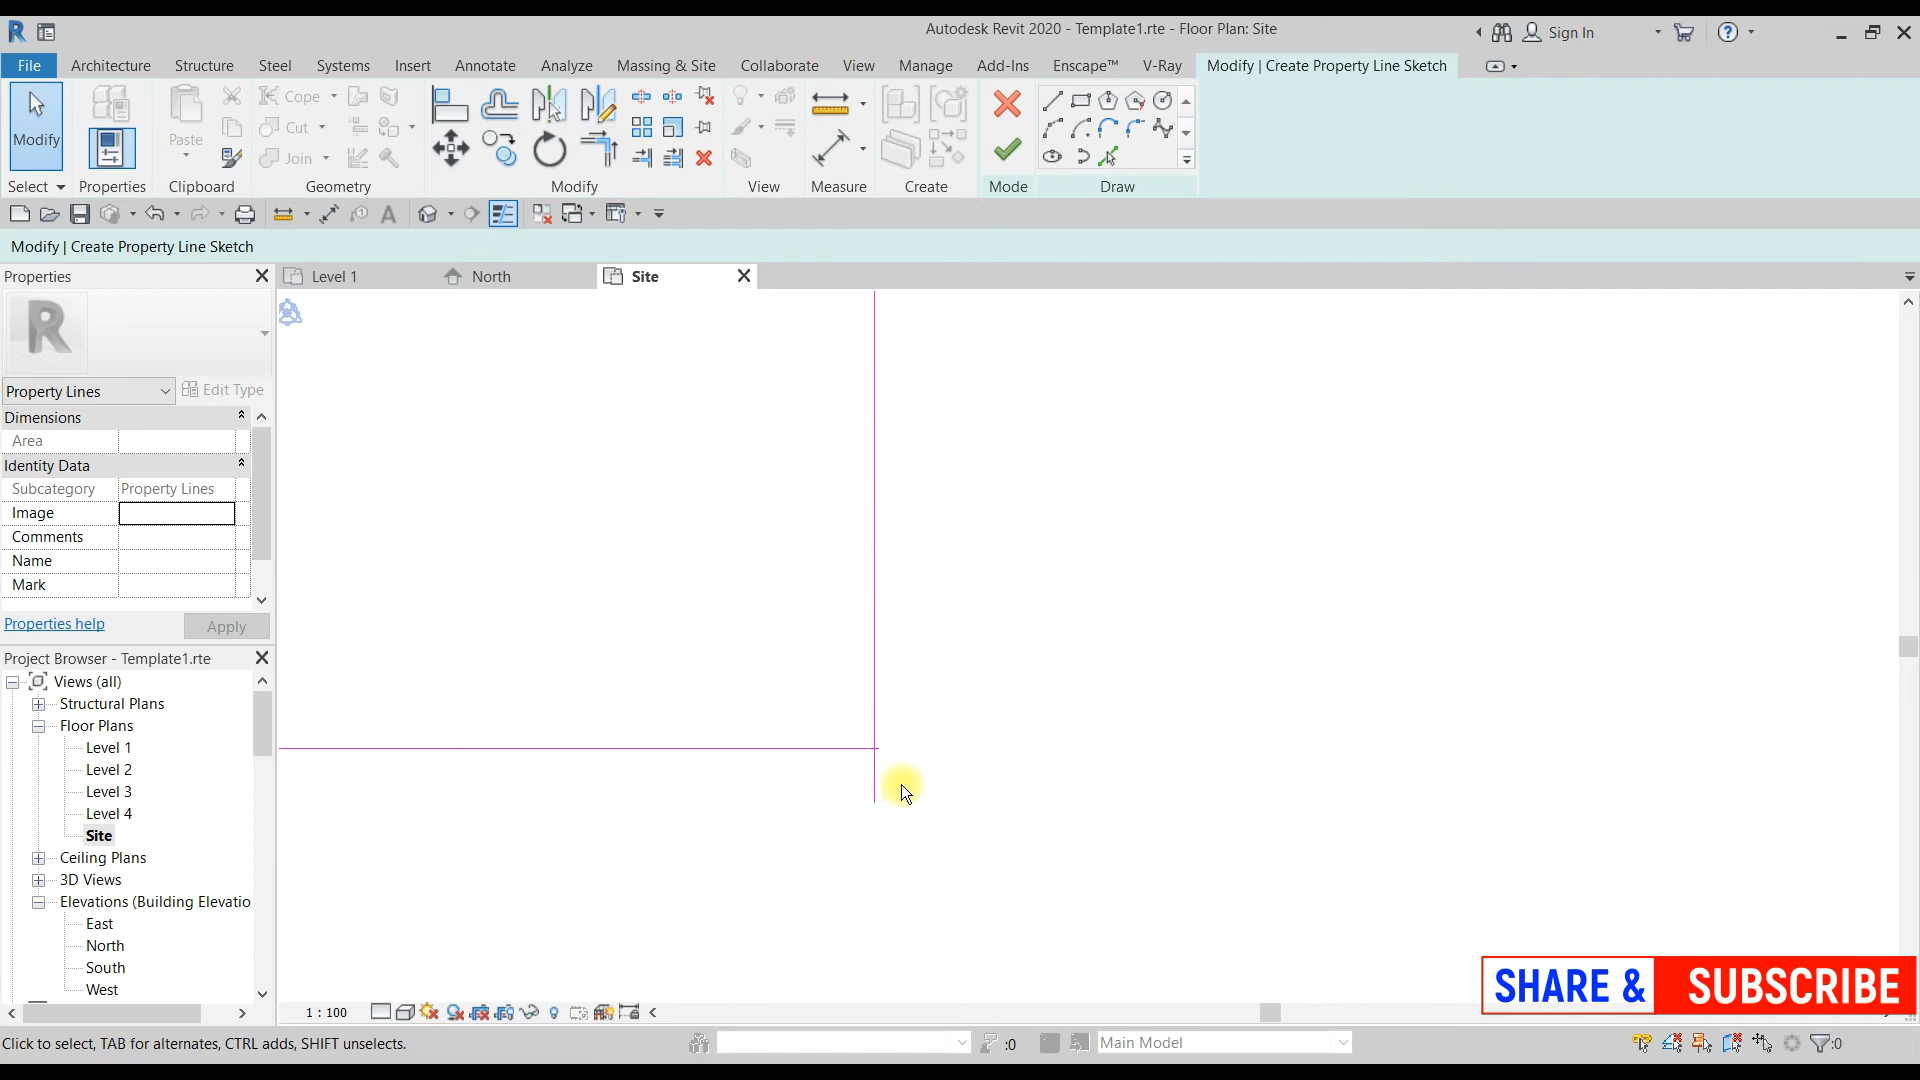 Autodesk Revit 2020 - Template1.rte - Floor Plan: Site
Sign In
File Architecture Structure Steel Systems Insert Annotate Analyze Massing & Site Collaborate View Manage Add-Ins Enscape™ V-Ray Modify | Create Property Line Sketch
Modify
Paste
Cope
Cut
Join
Select Properties Clipboard Geometry Modify View Measure Create Mode Draw
Modify | Create Property Line Sketch
Properties
Level 1
North
Site
R
Property Lines
Edit Type
Dimensions
Area
Identity Data
Subcategory Property Lines
Image
Comments
Name
Mark
Properties help
Apply
Project Browser - Template1.rte
Views (all)
Structural Plans
Floor Plans
Level 1
Level 2
Level 3
Level 4
Site
Ceiling Plans
3D Views
Elevations (Building Elevatio
East
North
South
West
1 : 100
SHARE & SUBSCRIBE
Click to select, TAB for alternates, CTRL adds, SHIFT unselects.
:0
Main Model
:0